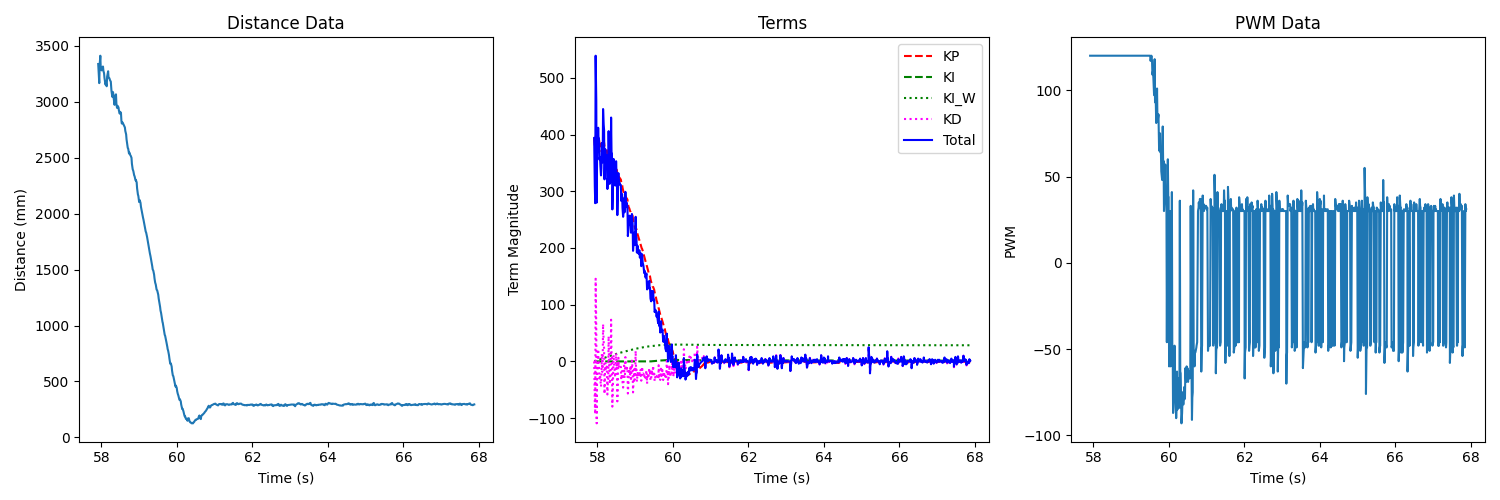 Distance Data
Distance (mm)
3500
3000
2500
2000
1500
1000
500
0
58 60 62 64 66 68
Time (s)
Terms
Term Magnitude
500
400
300
200
100
0
−100
KP
KI
KI_W
KD
Total
58 60 62 64 66 68
Time (s)
PWM Data
PWM
100
50
0
−50
−100
58 60 62 64 66 68
Time (s)